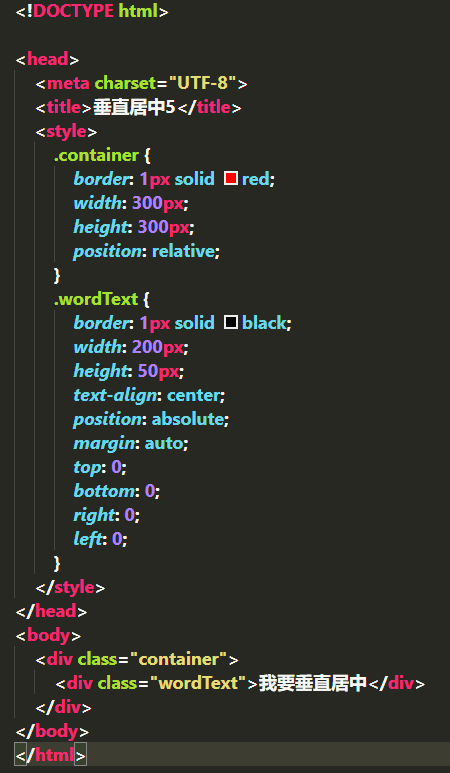 <!DOCTYPE html>
<head>
<meta charset="UTF-8">
<title>垂直居中5</title>
<style>
.container {
border: 1px solid red;
width: 300px;
height: 300px;
position: relative;
}
.wordText {
border: 1px solid black;
width: 200px;
height: 50px;
text-align: center;
position: absolute;
margin: auto;
top: 0;
bottom: 0;
right: 0;
left: 0;
}
</style>
</head>
<body>
<div class="container">
<div class="wordText">我要垂直居中</div>
</div>
</body>
</html>